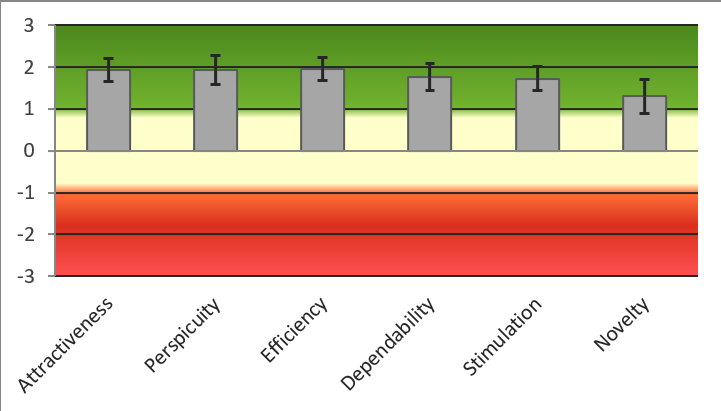 3
2
1
0
-1
-2
-3
Attractiveness
Perspicuity
Efficiency
Dependability
Stimulation
Novelty